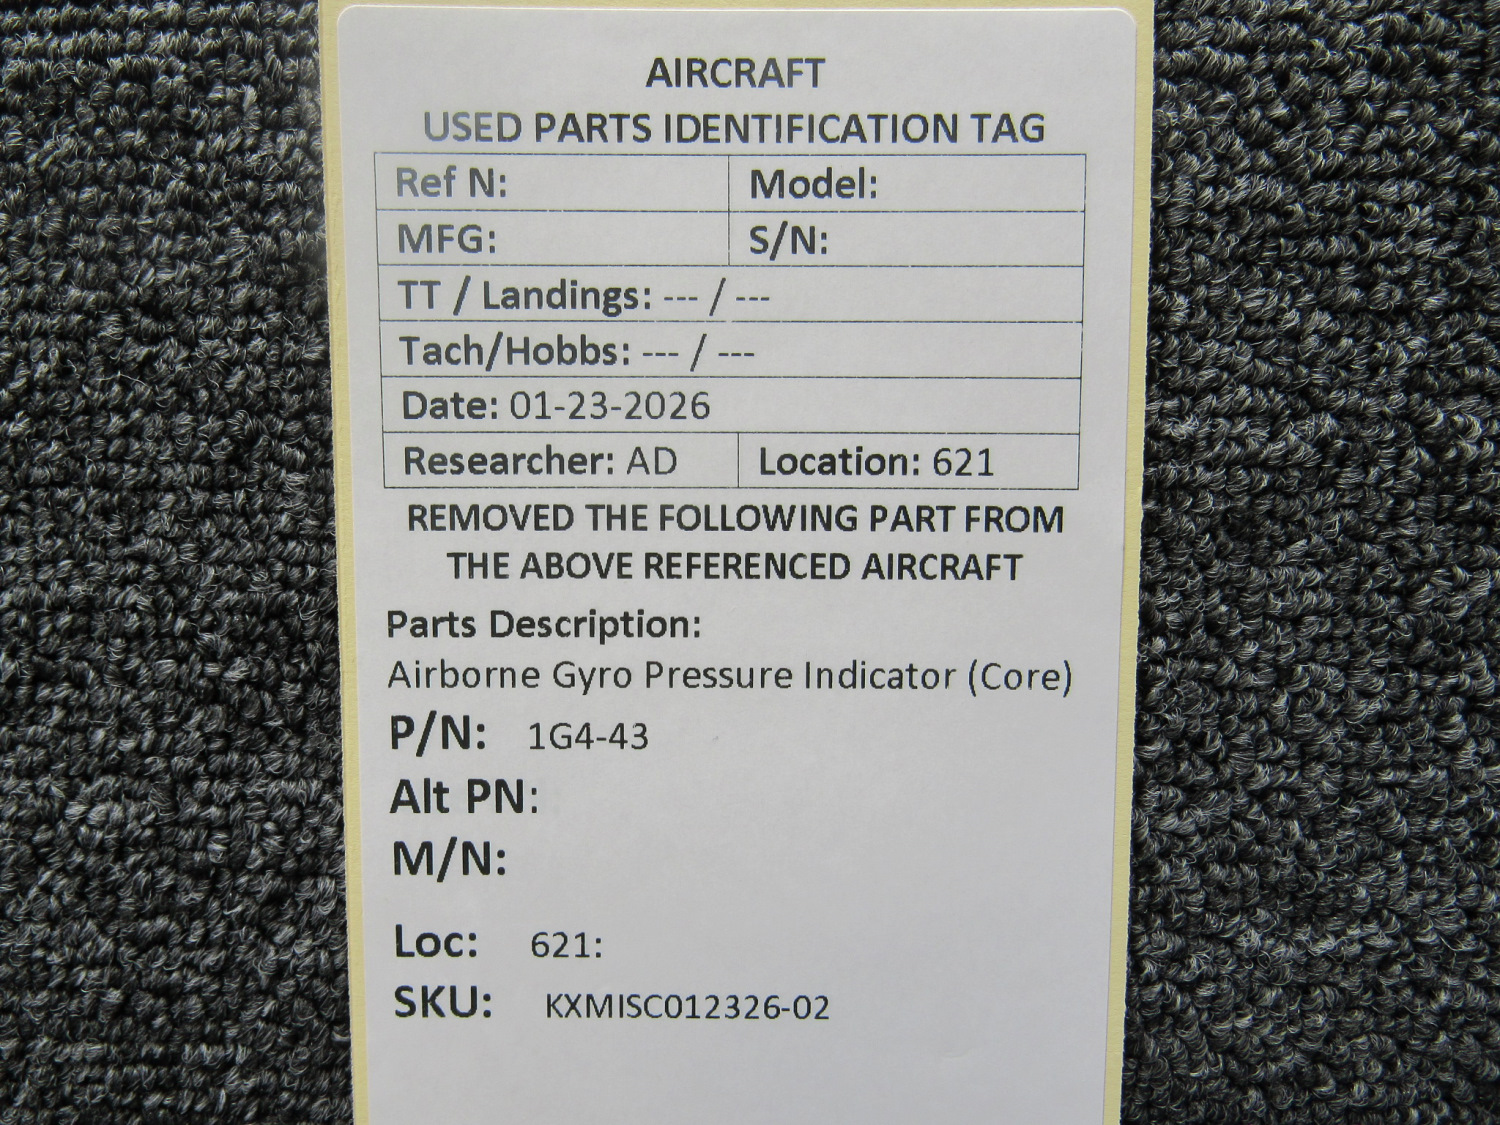 AIRCRAFT
USED PARTS IDENTIFICATION TAG
Ref N: Model:
MFG: S/N:
TT / Landings: --- / ---
Tach/Hobbs: --- / ---
Date: 01-23-2026
Researcher: AD Location: 621
REMOVED THE FOLLOWING PART FROM
THE ABOVE REFERENCED AIRCRAFT
Parts Description:
Airborne Gyro Pressure Indicator (Core)
P/N: 1G4-43
Alt PN:
M/N:
Loc: 621:
SKU: KXMISC012326-02